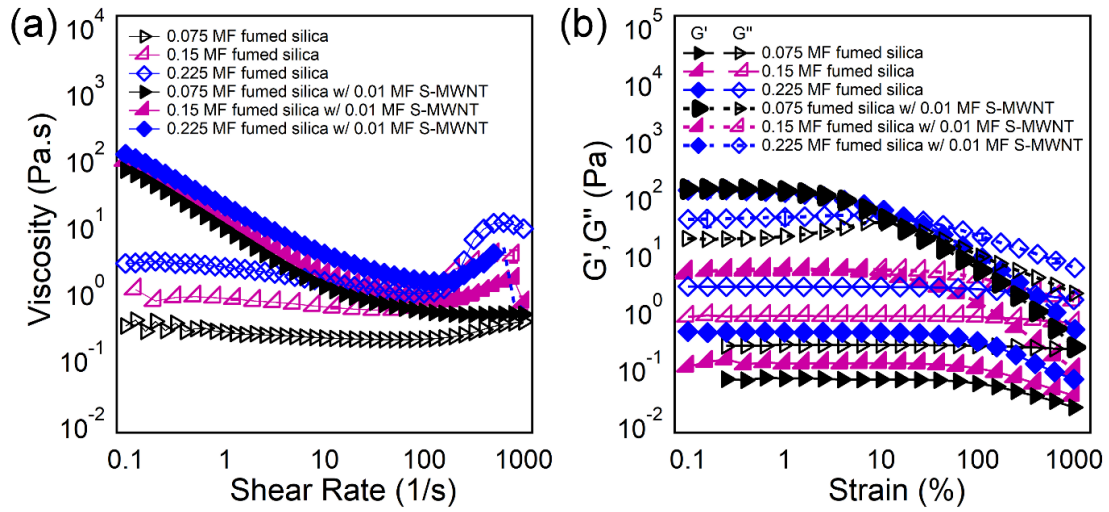 (a)
10^4
10^3
10^2
10^1
10^0
10^-1
10^-2
Viscosity (Pa.s)
0.075 MF fumed silica
0.15 MF fumed silica
0.225 MF fumed silica
0.075 MF fumed silica w/ 0.01 MF S-MWNT
0.15 MF fumed silica w/ 0.01 MF S-MWNT
0.225 MF fumed silica w/ 0.01 MF S-MWNT
0.1 1 10 100 1000
Shear Rate (1/s)
(b)
10^5
10^4
10^3
10^2
10^1
10^0
10^-1
10^-2
G',G" (Pa)
G' G"
0.075 MF fumed silica
0.15 MF fumed silica
0.225 MF fumed silica
0.075 fumed silica w/ 0.01 MF S-MWNT
0.15 MF fumed silica w/ 0.01 MF S-MWNT
0.225 MF fumed silica w/ 0.01 MF S-MWNT
0.1 1 10 100 1000
Strain (%)